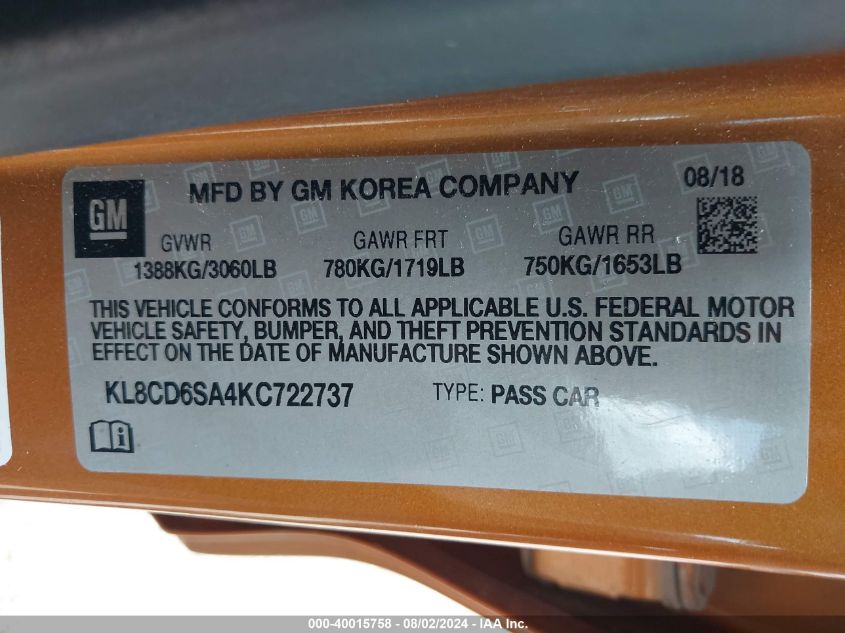 GM
MFD BY GM KOREA COMPANY
08/18
GVWR GAWR FRT GAWR RR
1388KG/3060LB 780KG/1719LB 750KG/1653LB
THIS VEHICLE CONFORMS TO ALL APPLICABLE U.S. FEDERAL MOTOR
VEHICLE SAFETY, BUMPER, AND THEFT PREVENTION STANDARDS IN
EFFECT ON THE DATE OF MANUFACTURE SHOWN ABOVE.
KL8CD6SA4KC722737 TYPE: PASS CAR
000-40015758 - 08/02/2024 - IAA Inc.